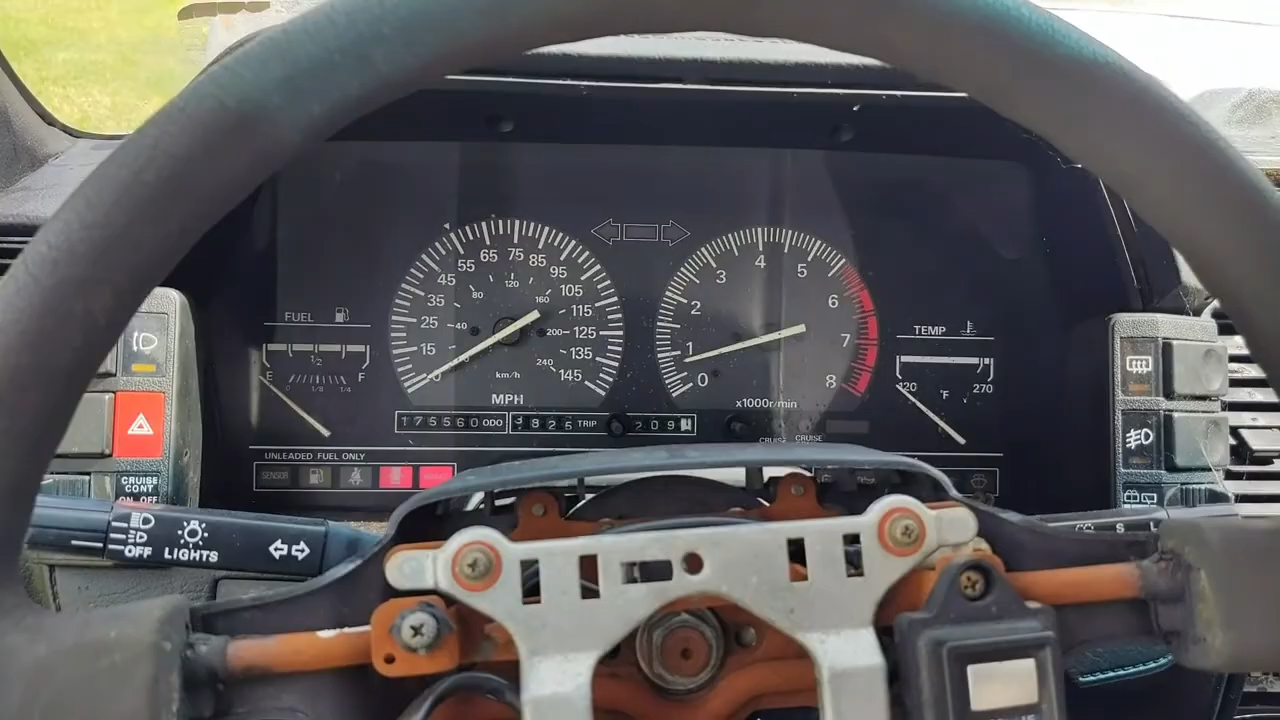 FUEL
1/2
E F
0 1/8 1/4
15 25 35 45 55 65 75 85 95 105 115 125 135 145
40 80 120 160 200 240
km/h
MPH
175560 ODO
TRIP
0 1 2 3 4 5 6 7 8
x1000r/min
CRUISE CRUISE
TEMP
120 °F 270
UNLEADED FUEL ONLY
SENSOR
CRUISE
CONT
ON OFF
OFF LIGHTS
S L